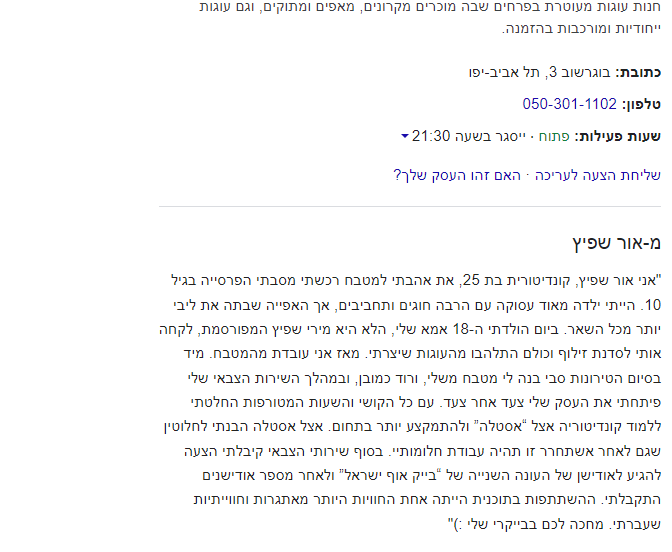 חנות עוגות מעוטרת בפרחים שבה מוכרים מקרונים, מאפים ומתוקים, וגם עוגות
ייחודיות ומורכבות בהזמנה.
כתובת: בוגרשוב 3, תל אביב-יפו
טלפון: 050-301-1102
שעות פעילות: פתוח · ייסגר בשעה 21:30
שליחת הצעה לעריכה · האם זהו העסק שלך?
מ-אור שפיץ
"אני אור שפיץ, קונדיטורית בת 25, את אהבתי למטבח רכשתי מסבתי הפרסייה בגיל
10. הייתי ילדה מאוד עסוקה עם הרבה חוגים ותחביבים, אך האפייה שבתה את ליבי
יותר מכל השאר. ביום הולדתי ה-18 אמא שלי, הלא היא מירי שפיץ המפורסמת, לקחה
אותי לסדנת זילוף וכולם התלהבו מהעוגות שיצרתי. מאז אני עובדת מהמטבח. מיד
בסיום הטירונות סבי בנה לי מטבח משלי, ורוד כמובן, ובמהלך השירות הצבאי שלי
פיתחתי את העסק שלי צעד אחר צעד. עם כל הקושי והשעות המטורפות החלטתי
ללמוד קונדיטוריה אצל “אסטלה” ולהתמקצע יותר בתחום. אצל אסטלה הבנתי לחלוטין
שגם לאחר אשתחרר זו תהיה עבודת חלומותיי. בסוף שירותי הצבאי קיבלתי הצעה
להגיע לאודישן של העונה השנייה של “בייק אוף ישראל” ולאחר מספר אודישנים
התקבלתי. ההשתתפות בתוכנית הייתה אחת החוויות היותר מאתגרות וחווייתיות
שעברתי. מחכה לכם בבייקרי שלי :)"